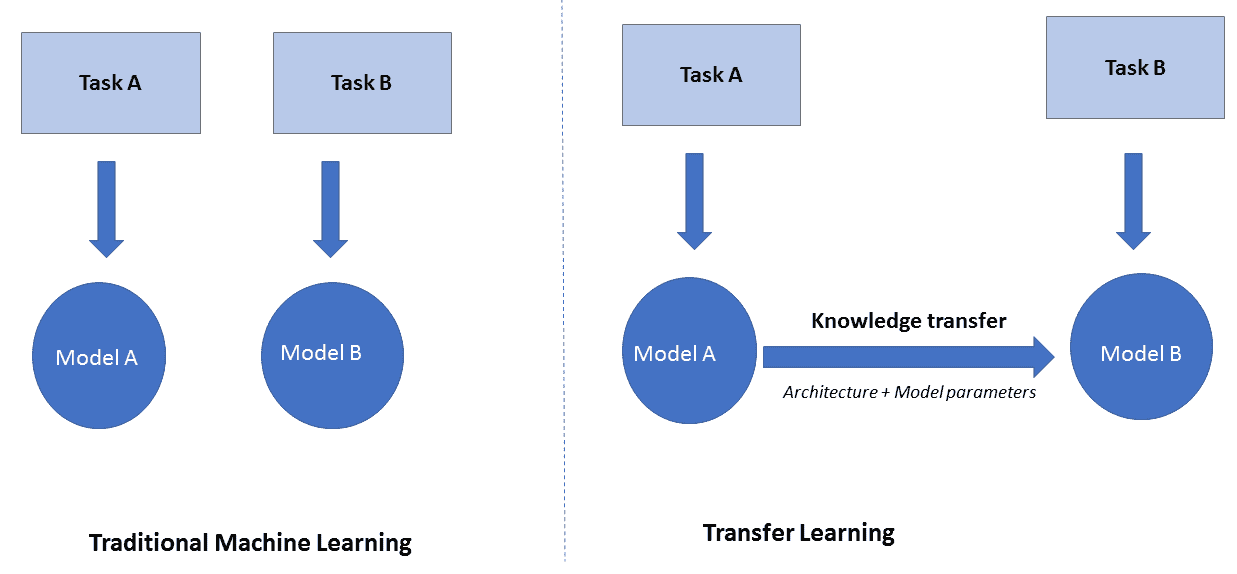 Task A
Task B
Model A
Model B
Traditional Machine Learning
Task A
Task B
Model A
Knowledge transfer
Architecture + Model parameters
Model B
Transfer Learning